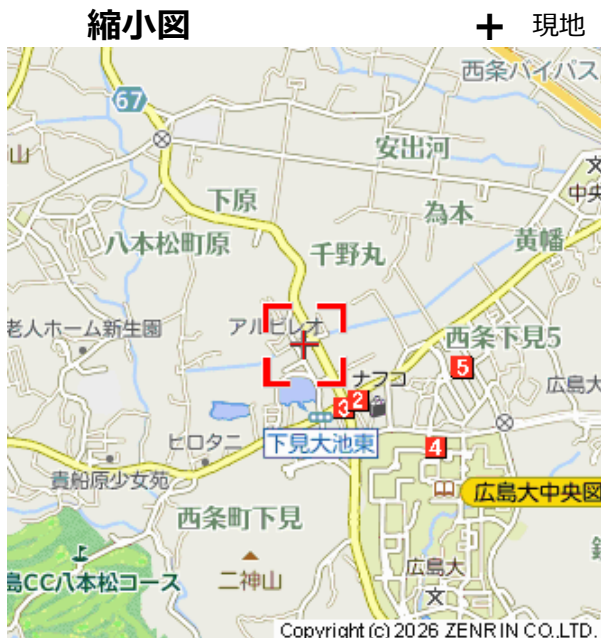 縮小図
＋ 現地
西条バイパス
67
安出河
山
文
中央
下原
為本
八本松町原
千野丸
黄幡
アルビレオ
老人ホーム新生園
西条下見5
ナフコ
5
広島大
3 2
下見大池東
4
ヒロタニ
貴船原少女苑
広島大中央図
西条町下見
島CC八本松コース
二神山
広島大
文
Copyright (c) 2026 ZENRIN CO.,LTD.